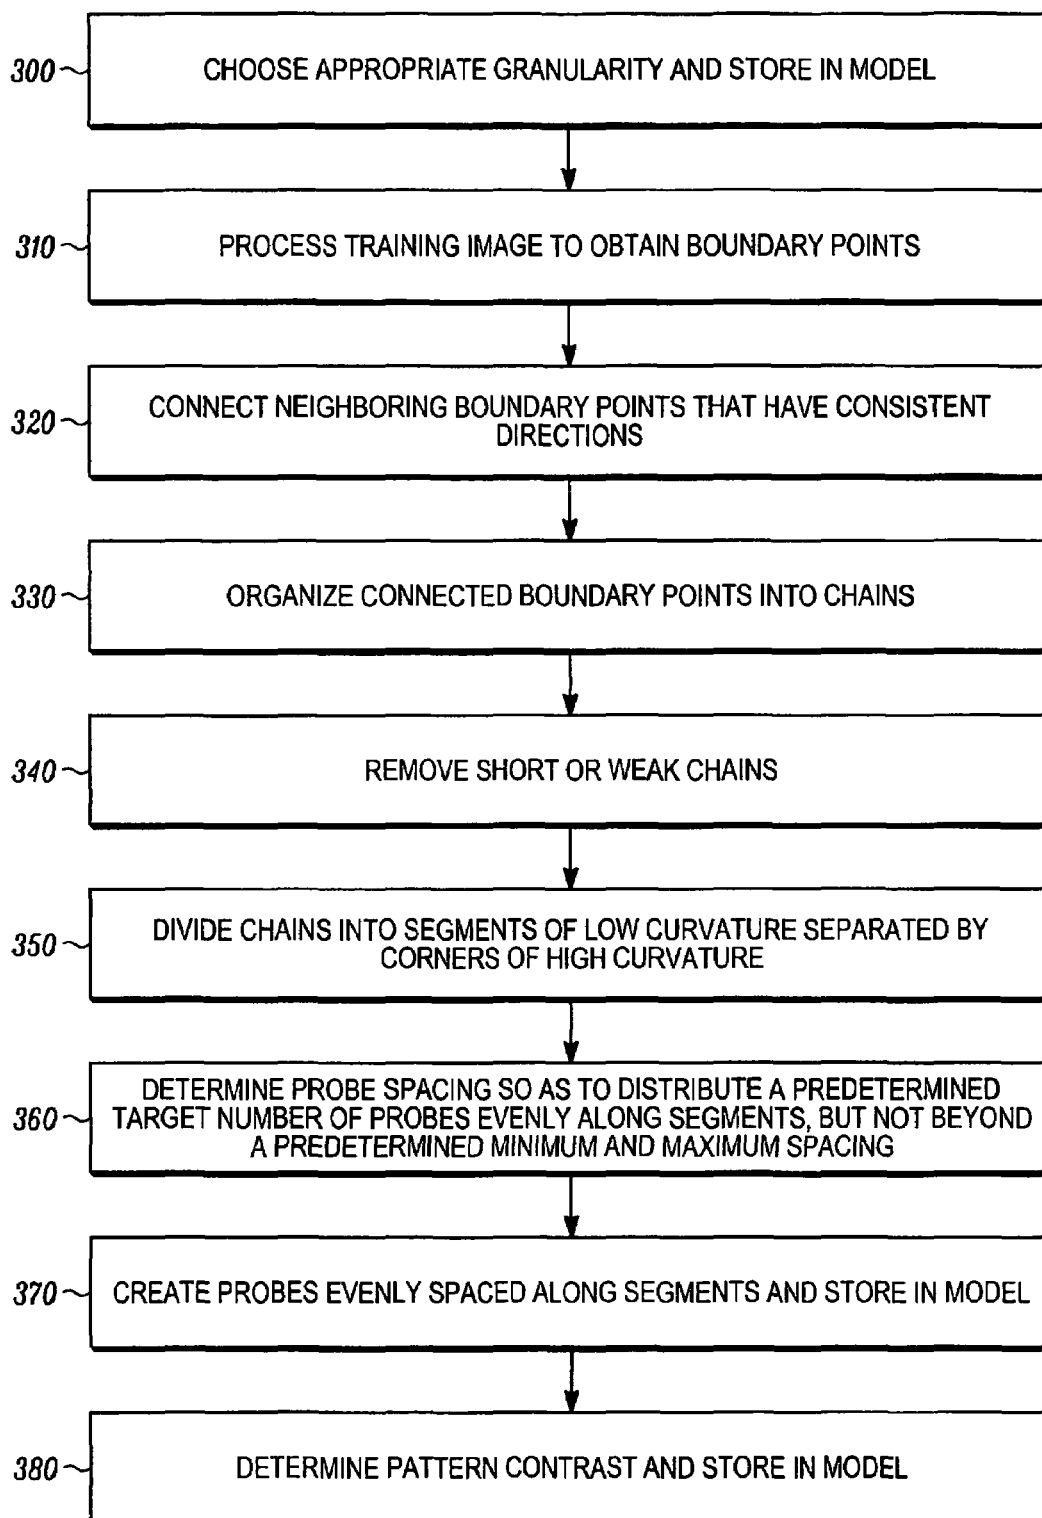 300 CHOOSE APPROPRIATE GRANULARITY AND STORE IN MODEL
310 PROCESS TRAINING IMAGE TO OBTAIN BOUNDARY POINTS
320 CONNECT NEIGHBORING BOUNDARY POINTS THAT HAVE CONSISTENT
DIRECTIONS
330 ORGANIZE CONNECTED BOUNDARY POINTS INTO CHAINS
340 REMOVE SHORT OR WEAK CHAINS
350 DIVIDE CHAINS INTO SEGMENTS OF LOW CURVATURE SEPARATED BY
CORNERS OF HIGH CURVATURE
360 DETERMINE PROBE SPACING SO AS TO DISTRIBUTE A PREDETERMINED
TARGET NUMBER OF PROBES EVENLY ALONG SEGMENTS, BUT NOT BEYOND
A PREDETERMINED MINIMUM AND MAXIMUM SPACING
370 CREATE PROBES EVENLY SPACED ALONG SEGMENTS AND STORE IN MODEL
380 DETERMINE PATTERN CONTRAST AND STORE IN MODEL